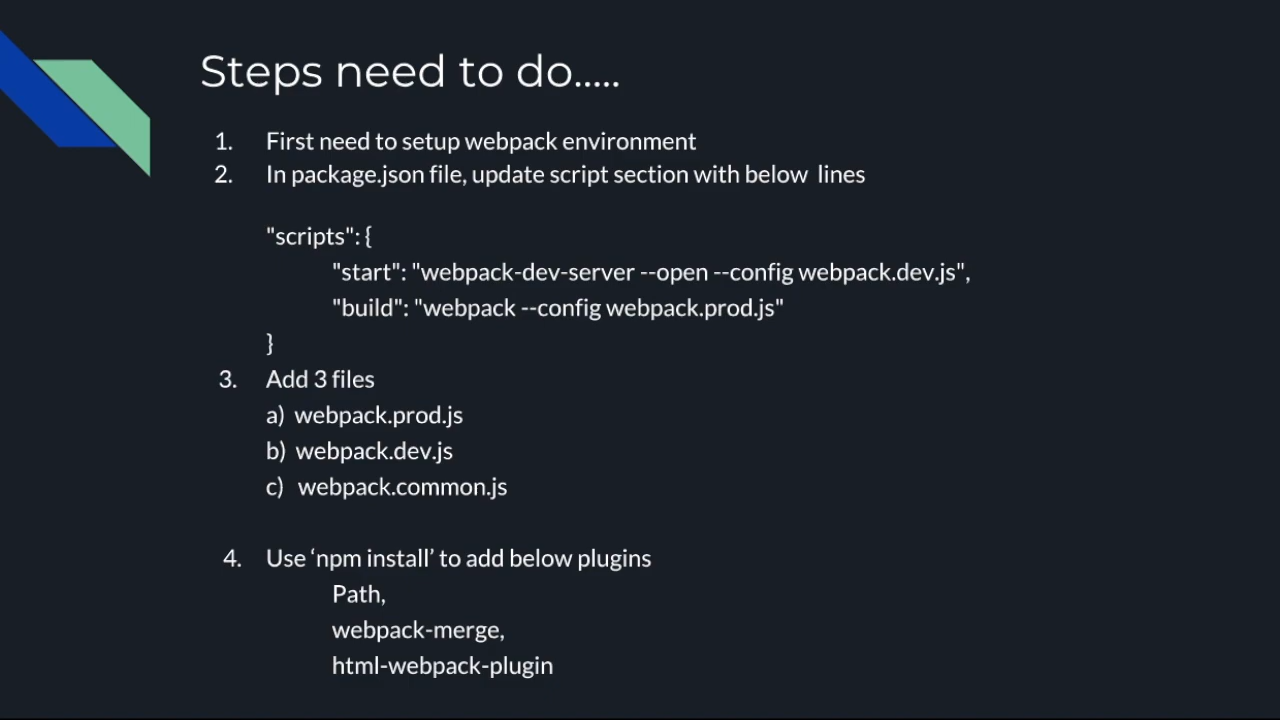 Steps need to do.....
1. First need to setup webpack environment
2. In package.json file, update script section with below lines
"scripts": {
"start": "webpack-dev-server --open --config webpack.dev.js",
"build": "webpack --config webpack.prod.js"
}
3. Add 3 files
a) webpack.prod.js
b) webpack.dev.js
c) webpack.common.js
4. Use ‘npm install’ to add below plugins
Path,
webpack-merge,
html-webpack-plugin